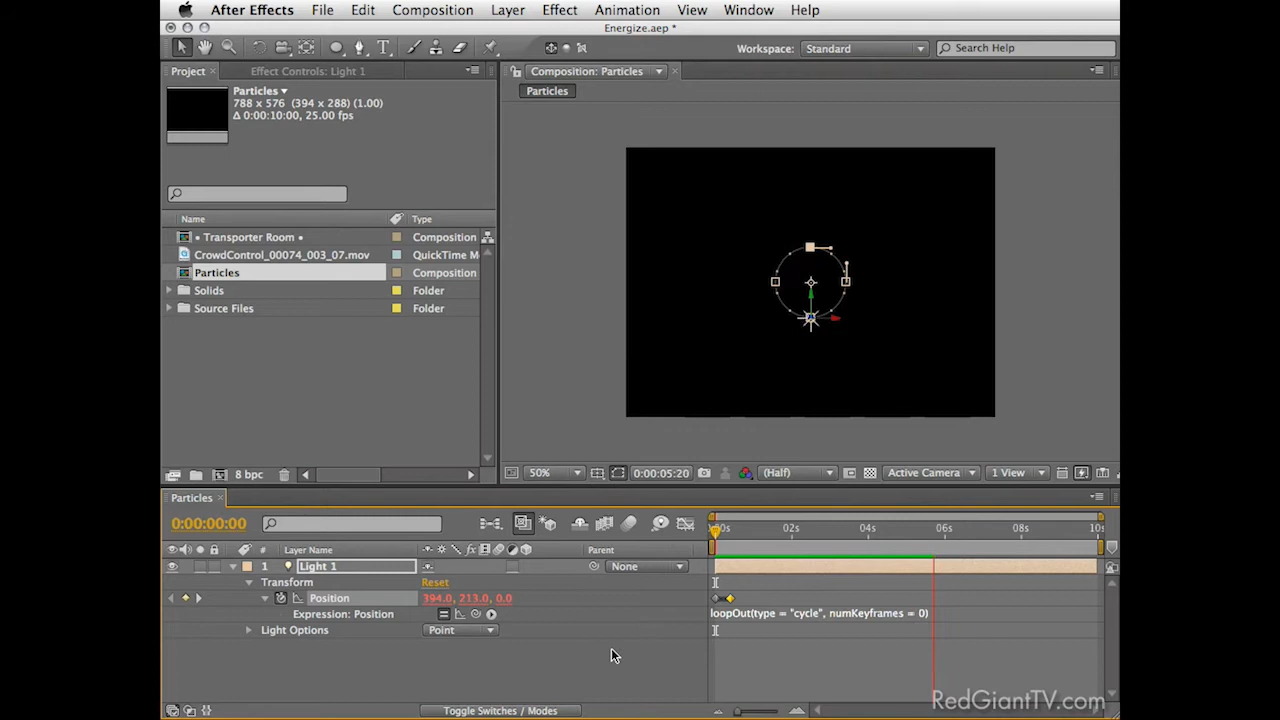 After Effects File Edit Composition Layer Effect Animation View Window Help
Energize.aep *
Workspace: Standard Search Help
Project Effect Controls: Light 1 Composition: Particles
Particles
788 x 576 (394 x 288) (1.00)
Δ 0:00:10:00, 25.00 fps
Particles
Name Type
• Transporter Room • Composition
CrowdControl_00074_003_07.mov QuickTime M
Particles Composition
Solids Folder
Source Files Folder
8 bpc
50% 0:00:05:20 (Half) Active Camera 1 View
Particles
0:00:00:00
:00s 02s 04s 06s 08s 10s
# Layer Name Parent
1 Light 1 None
Transform Reset
Position 394.0, 213.0, 0.0
Expression: Position loopOut(type = "cycle", numKeyframes = 0)
Light Options Point
Toggle Switches / Modes
RedGiantTV.com